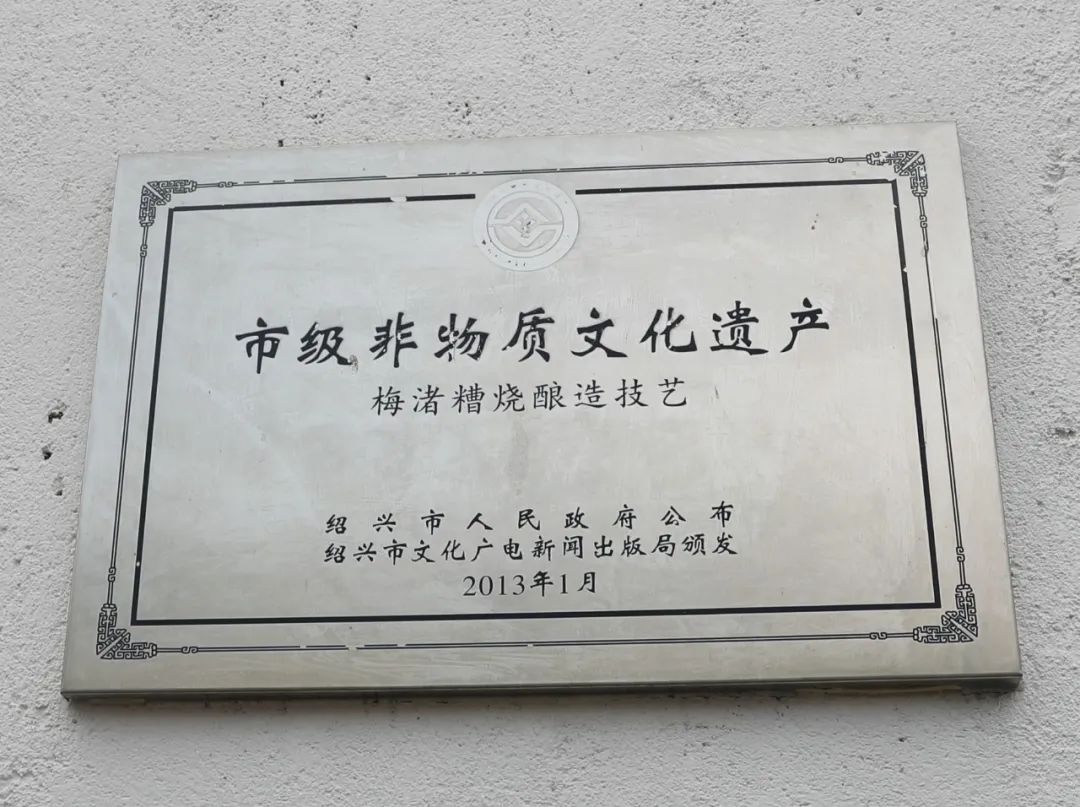 市级非物质文化遗产
梅渚糟烧酿造技艺
绍兴市人民政府公布
绍兴市文化广电新闻出版局颁发
2013年1月